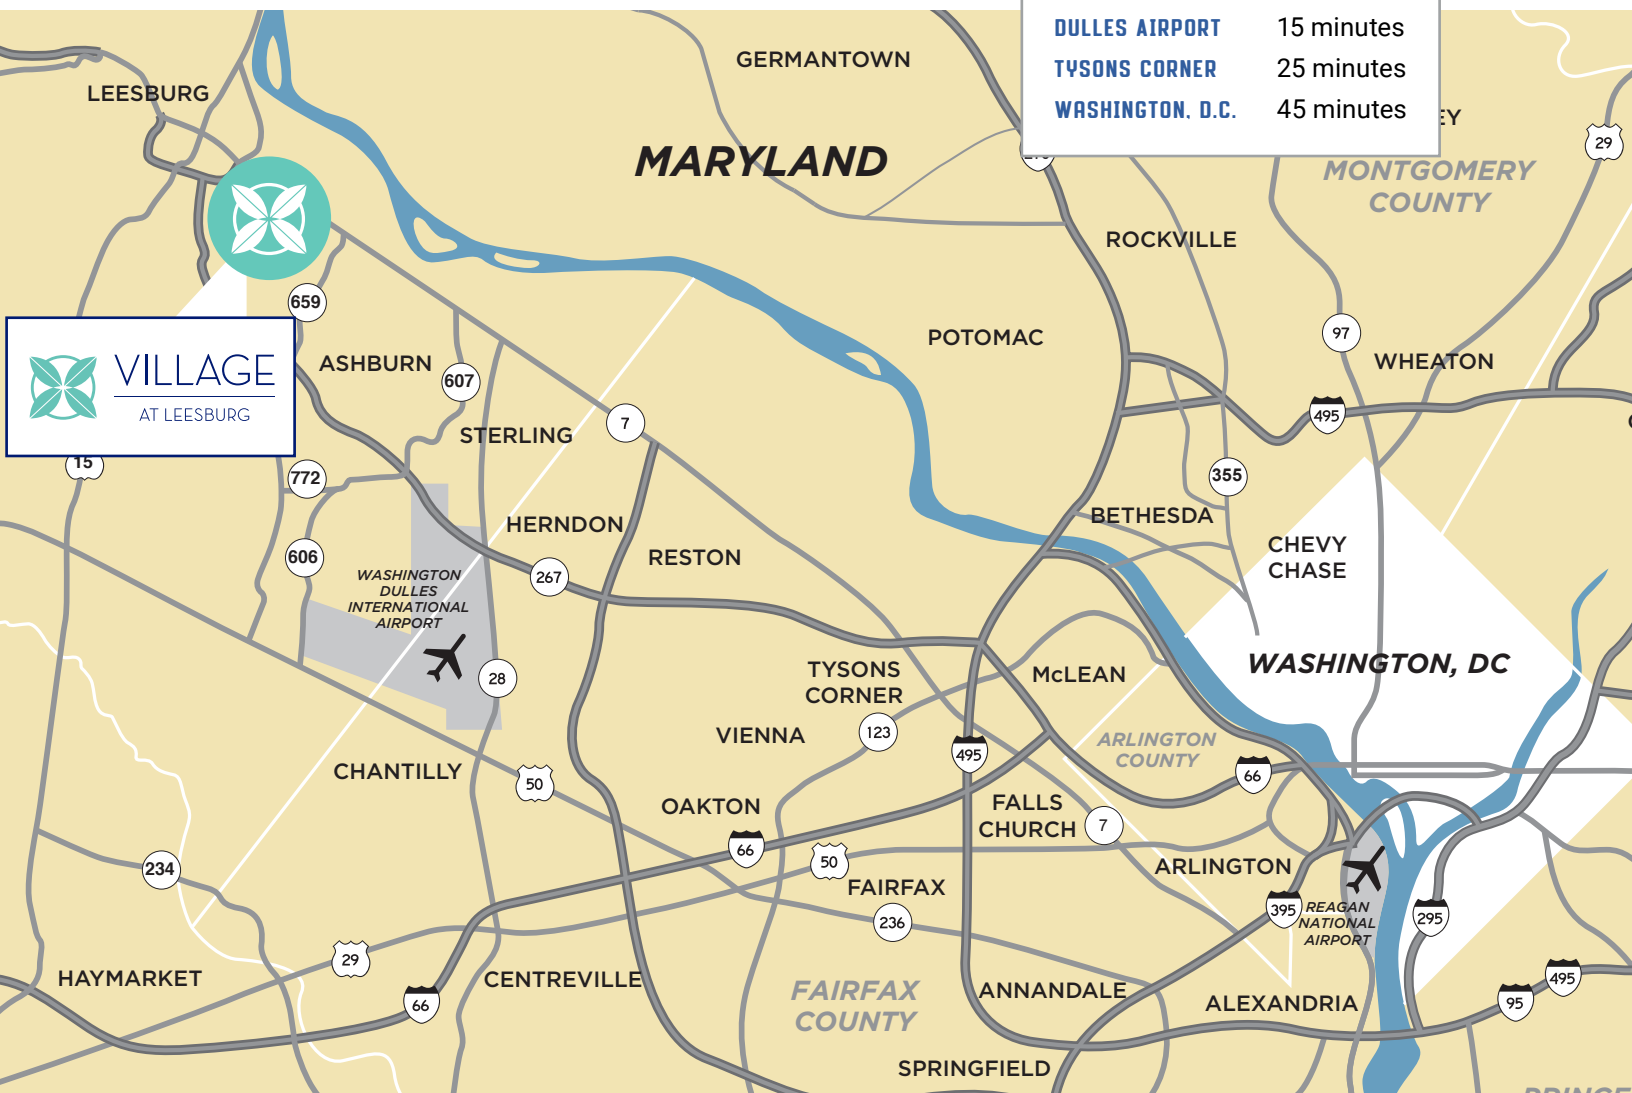 DULLES AIRPORT 15 minutes
TYSONS CORNER 25 minutes
WASHINGTON, D.C. 45 minutes
GERMANTOWN
LEESBURG
MARYLAND
29
MONTGOMERY
COUNTY
ROCKVILLE
659
POTOMAC
97
WHEATON
ASHBURN
607
VILLAGE
AT LEESBURG
7
495
STERLING
15
772
355
HERNDON
BETHESDA
RESTON
CHEVY
CHASE
606
267
WASHINGTON
DULLES
INTERNATIONAL
AIRPORT
WASHINGTON, DC
28
TYSONS
CORNER
McLEAN
VIENNA
123
ARLINGTON
COUNTY
495
CHANTILLY
50
66
OAKTON
FALLS
CHURCH
7
66
50
234
ARLINGTON
FAIRFAX
236
395
REAGAN
NATIONAL
AIRPORT
295
29
HAYMARKET
CENTREVILLE
66
FAIRFAX
COUNTY
ANNANDALE
ALEXANDRIA
95
495
SPRINGFIELD